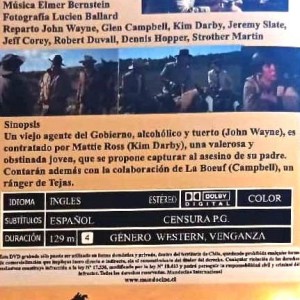 Música Elmer Bernstein
Fotografía Lucien Ballard
Reparto John Wayne, Glen Campbell, Kim Darby, Jeremy Slate,
Jeff Corey, Robert Duvall, Dennis Hopper, Strother Martin
Sinopsis
Un viejo agente del Gobierno, alcohólico y tuerto (John Wayne), es
contratado por Mattie Ross (Kim Darby), una valerosa y
obstinada joven, que se propone capturar al asesino de su padre.
Contarán además con la colaboración de La Boeuf (Campbell), un
ránger de Tejas.
IDIOMA INGLES ESTÉREO DOLBY DIGITAL COLOR
SUBTÍTULOS ESPAÑOL CENSURA P.G.
DURACIÓN 129 m 4 GÉNERO WESTERN, VENGANZA